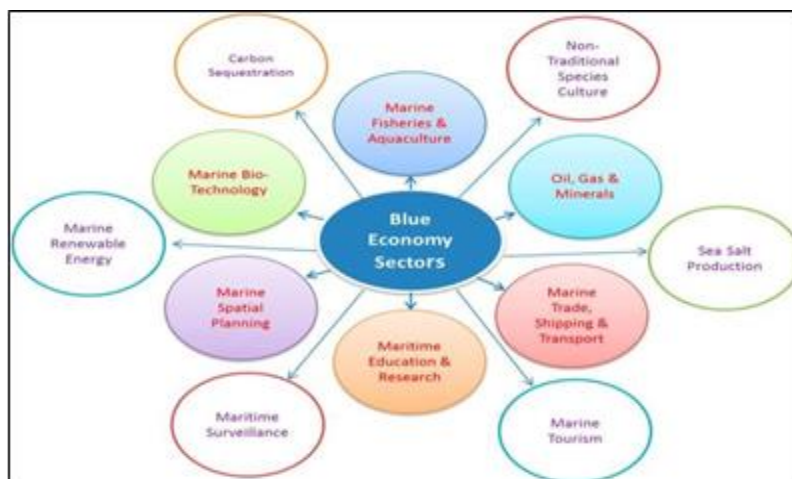 Carbon
Sequestration
Non-
Traditional
Species
Culture
Marine
Fisheries &
Aquaculture
Marine Bio-
Technology
Oil, Gas &
Minerals
Blue
Economy
Sectors
Marine
Renewable
Energy
Sea Salt
Production
Marine
Spatial
Planning
Marine
Trade,
Shipping &
Transport
Maritime
Education &
Research
Maritime
Surveillance
Marine
Tourism